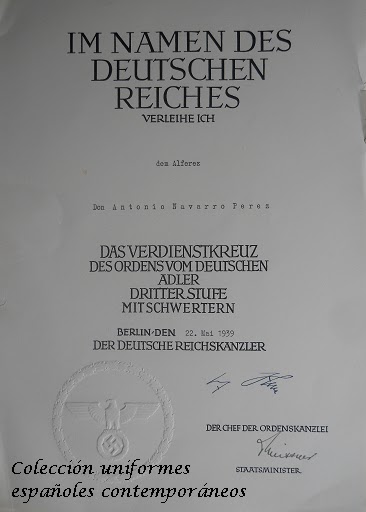 IM NAMEN DES
DEUTSCHEN
REICHES
VERLEIHE ICH
dem Alferez
Don Antonio Navarro Perez
DAS VERDIENSTKREUZ
DES ORDENS VOM DEUTSCHEN
ADLER
DRITTER STUFE
MIT SCHWERTERN
BERLIN, DEN 22. Mai 1939
DER DEUTSCHE REICHSKANZLER
DER CHEF DER ORDENSKANZLEI
STAATSMINISTER
Colección uniformes
españoles contemporáneos